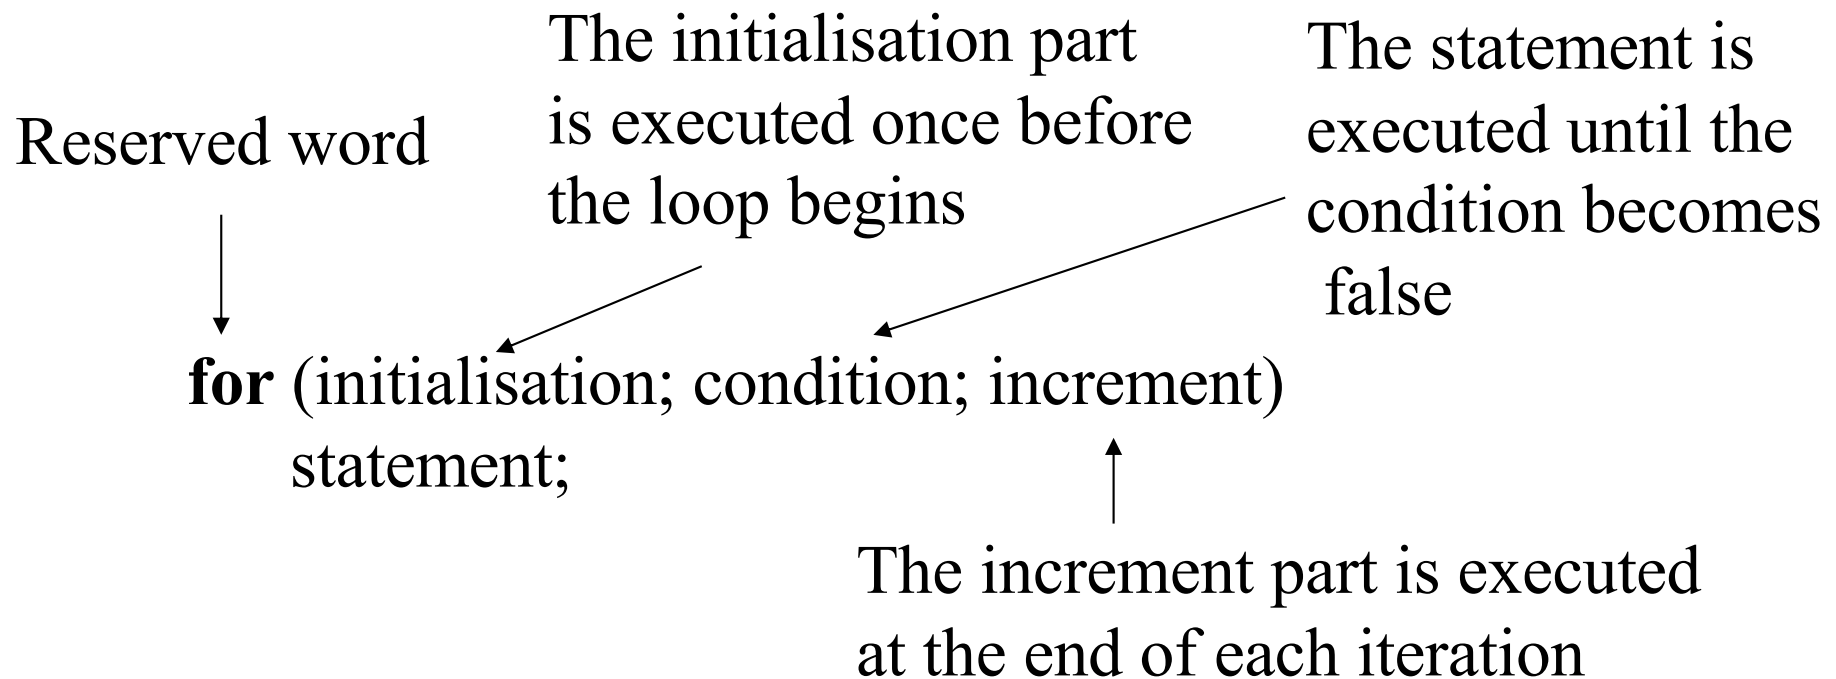 Reserved word
The initialisation part
is executed once before
the loop begins
The statement is
executed until the
condition becomes
false
for (initialisation; condition; increment)
statement;
The increment part is executed
at the end of each iteration